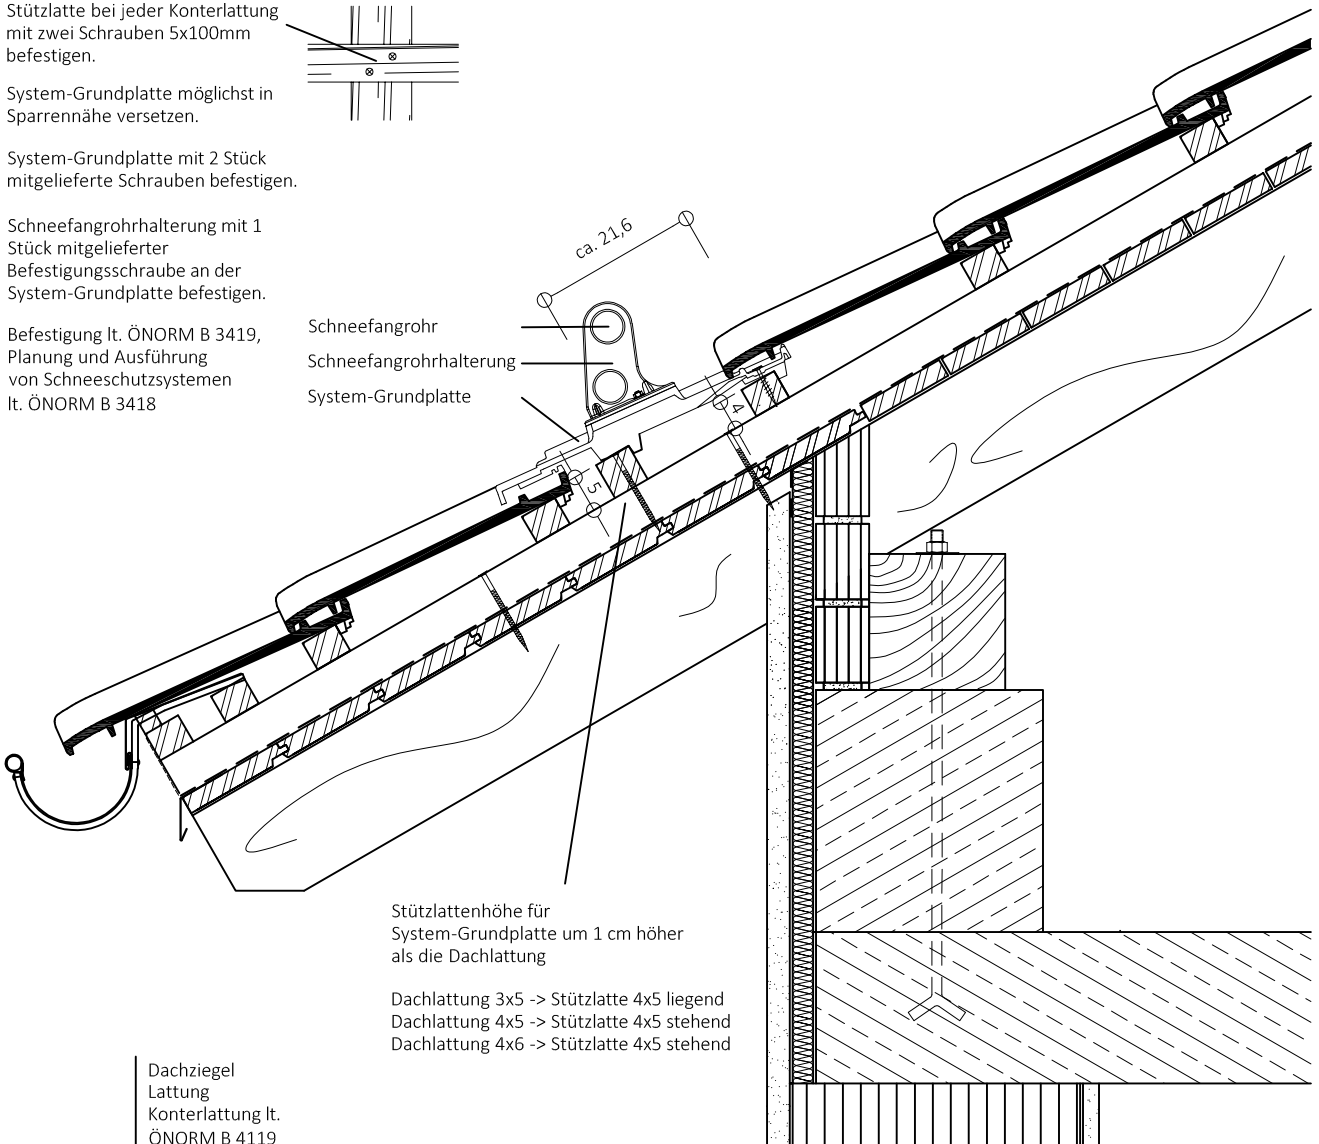 Stützlatte bei jeder Konterlattung
mit zwei Schrauben 5x100mm
befestigen.
System-Grundplatte möglichst in
Sparrennähe versetzen.
System-Grundplatte mit 2 Stück
mitgelieferte Schrauben befestigen.
Schneefangrohrhalterung mit 1
Stück mitgelieferter
Befestigungsschraube an der
System-Grundplatte befestigen.
Befestigung lt. ÖNORM B 3419,
Planung und Ausführung
von Schneeschutzsystemen
lt. ÖNORM B 3418
ca. 21,6
Schneefangrohr
Schneefangrohrhalterung
System-Grundplatte
4
5
Stützlattenhöhe für
System-Grundplatte um 1 cm höher
als die Dachlattung
Dachlattung 3x5 -> Stützlatte 4x5 liegend
Dachlattung 4x5 -> Stützlatte 4x5 stehend
Dachlattung 4x6 -> Stützlatte 4x5 stehend
Dachziegel
Lattung
Konterlattung lt.
ÖNORM B 4119